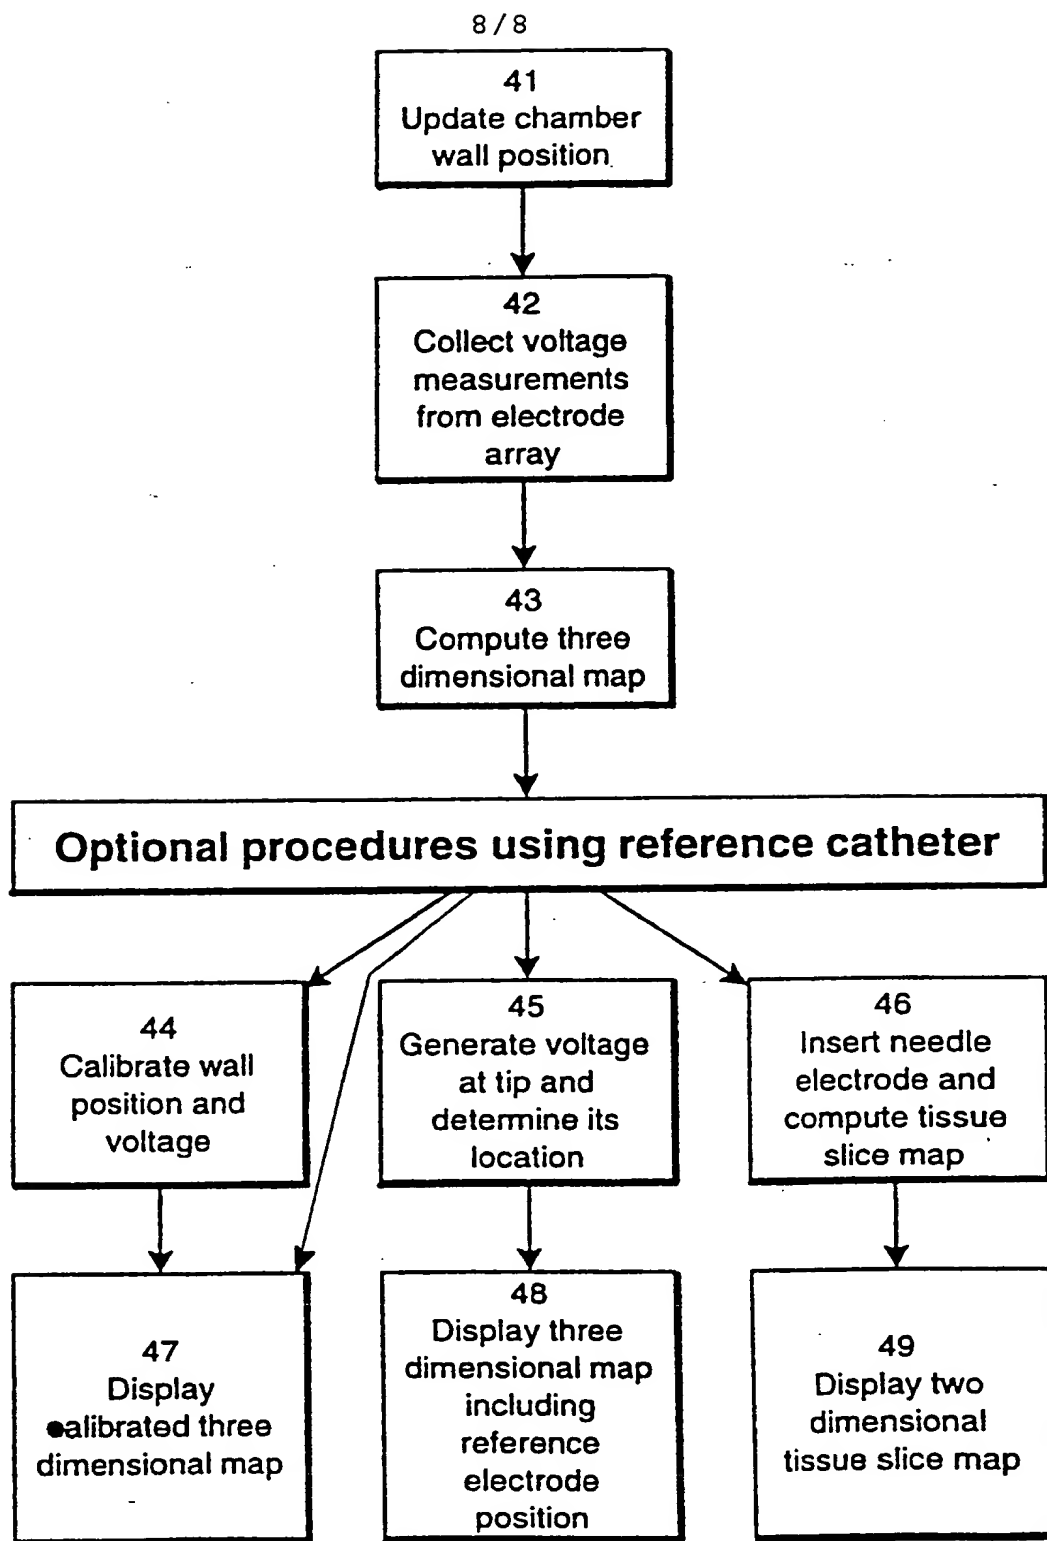 8/8
41
Update chamber
wall position
42
Collect voltage
measurements
from electrode
array
43
Compute three
dimensional map
Optional procedures using reference catheter
44
Calibrate wall
position and
voltage
45
Generate voltage
at tip and
determine its
location
46
Insert needle
electrode and
compute tissue
slice map
47
Display
calibrated three
dimensional map
48
Display three
dimensional map
including
reference
electrode
position
49
Display two
dimensional
tissue slice map